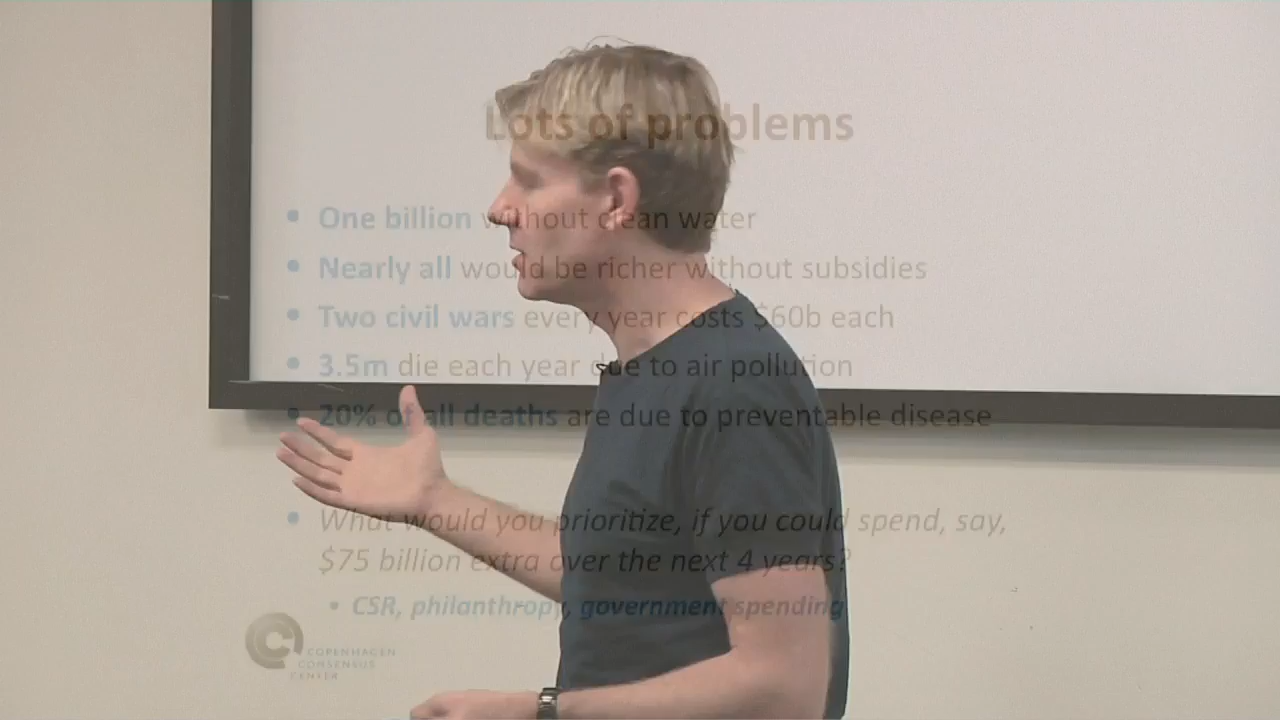 Lots of problems
• One billion without clean water
• Nearly all would be richer without subsidies
• Two civil wars every year costs $60b each
• 3.5m die each year due to air pollution
• 20% of all deaths are due to preventable disease
• What would you prioritize, if you could spend, say,
$75 billion extra over the next 4 years?
• CSR, philanthropy, government spending
COPENHAGEN
CONSENSUS
CENTER